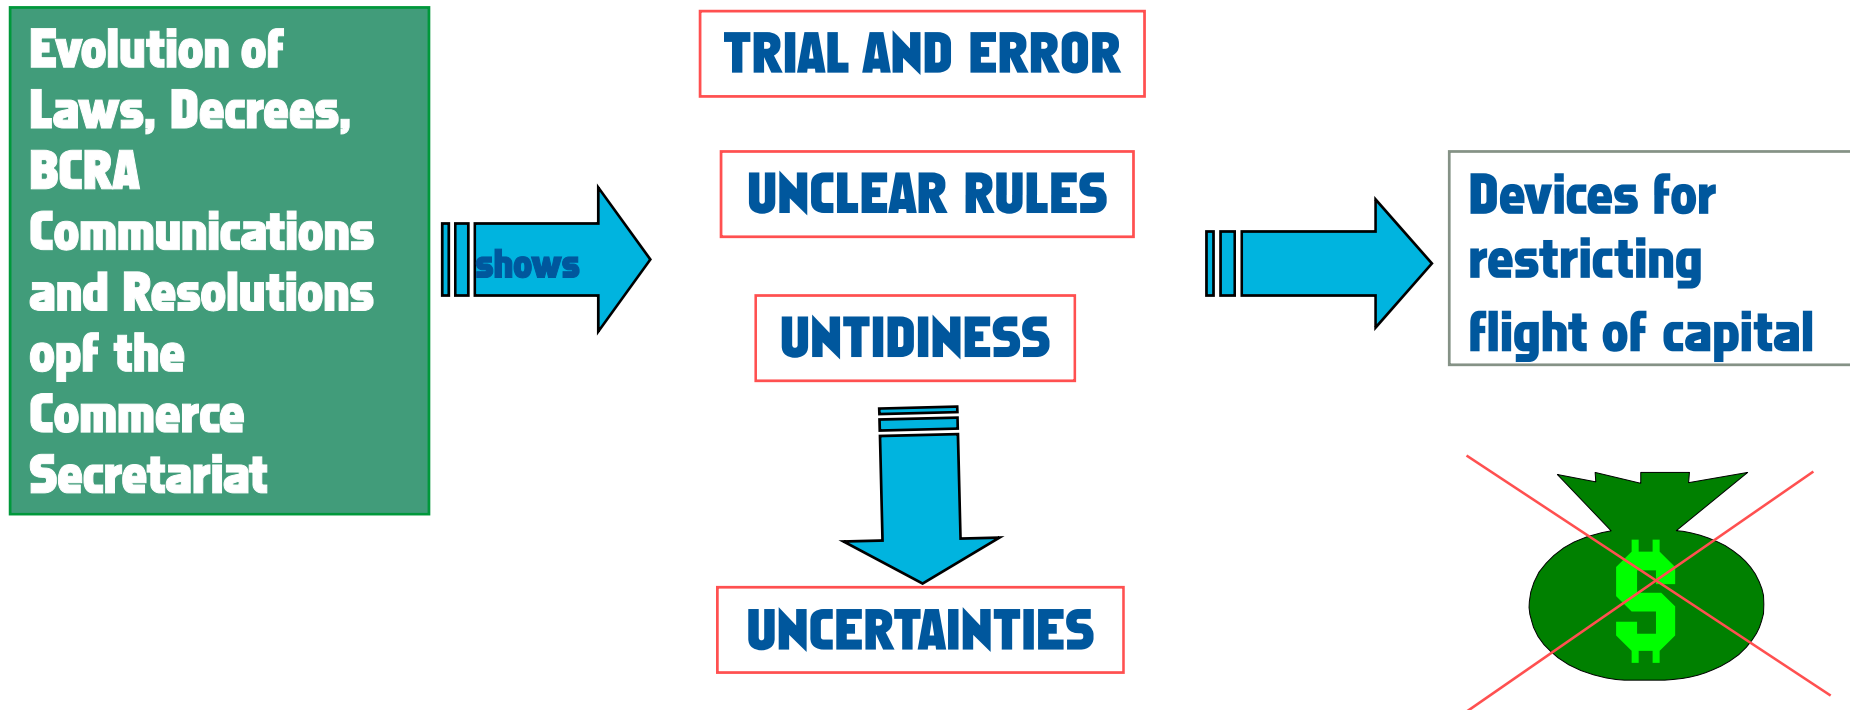 Evolution of
Laws, Decrees,
BCRA
Communications
and Resolutions
opf the
Commerce
Secretariat
shows
TRIAL AND ERROR
UNCLEAR RULES
UNTIDINESS
UNCERTAINTIES
Devices for
restricting
flight of capital
$